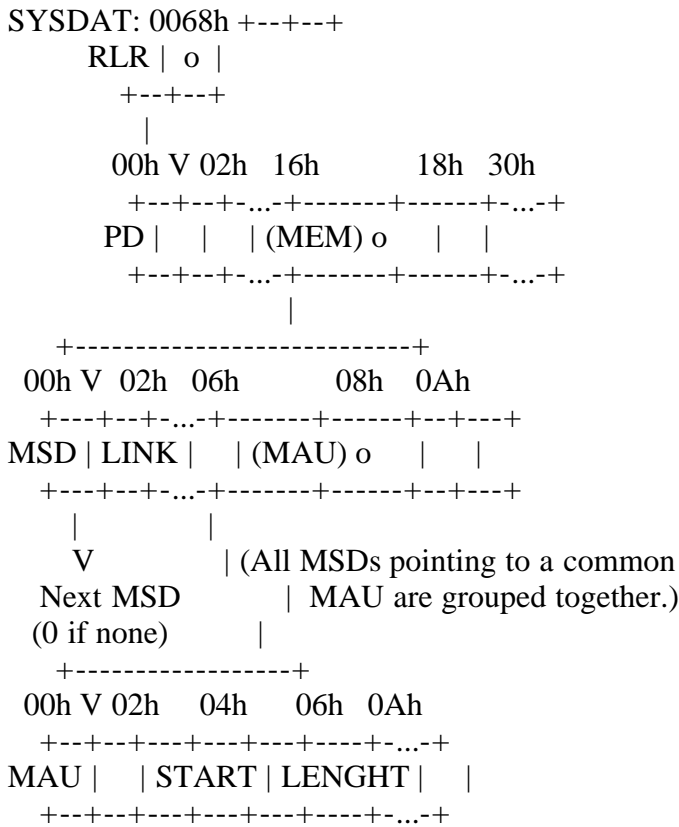 SYSDAT: 0068h +--+--+
RLR | o |
+--+--+
|
00h V 02h 16h 18h 30h
+--+--+-...-+-------+------+-...-+
PD | | | (MEM) o | |
+--+--+-...-+-------+------+-...-+
|
+----------------------------+
00h V 02h 06h 08h 0Ah
+---+--+-...-+-------+------+--+---+
MSD | LINK | | (MAU) o | |
+---+--+-...-+-------+------+--+---+
| |
V | (All MSDs pointing to a common
Next MSD | MAU are grouped together.)
(0 if none) |
+------------------+
00h V 02h 04h 06h 0Ah
+--+--+---+---+---+----+-...-+
MAU | | START | LENGHT | |
+--+--+---+---+---+----+-...-+